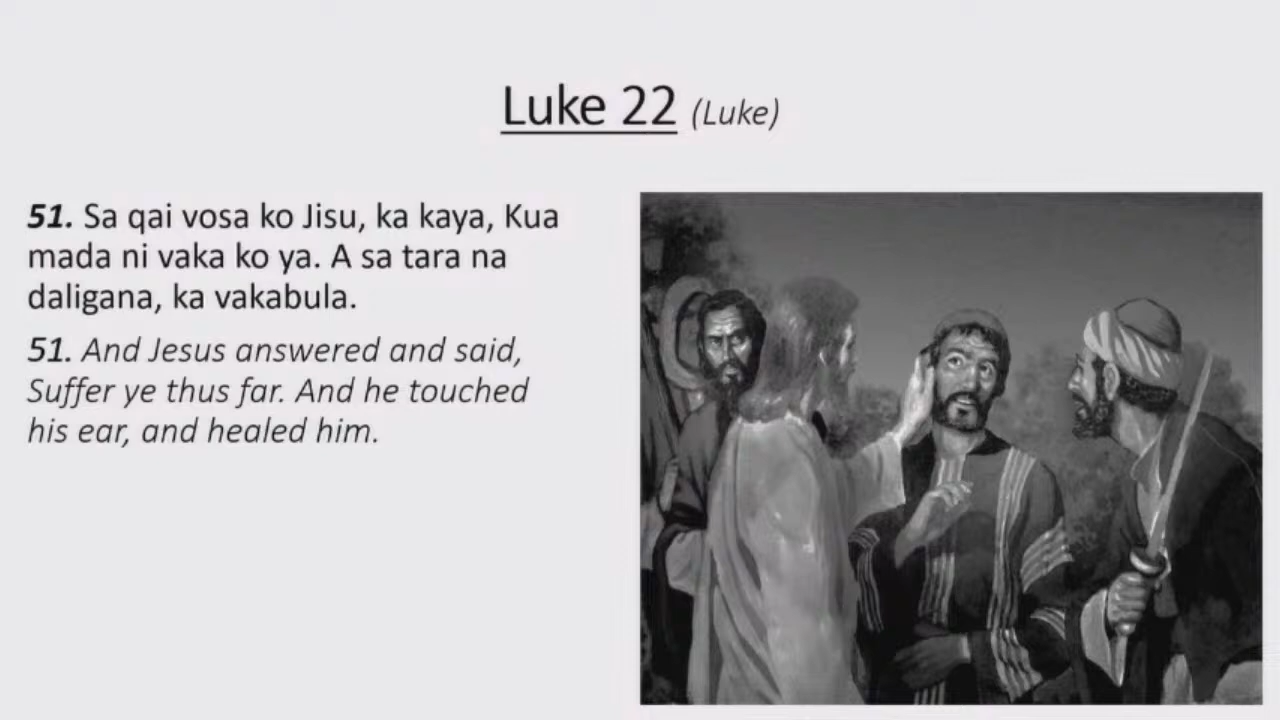 Luke 22 (Luke)
51. Sa qai vosa ko Jisu, ka kaya, Kua
mada ni vaka ko ya. A sa tara na
daligana, ka vakabula.
51. And Jesus answered and said,
Suffer ye thus far. And he touched
his ear, and healed him.